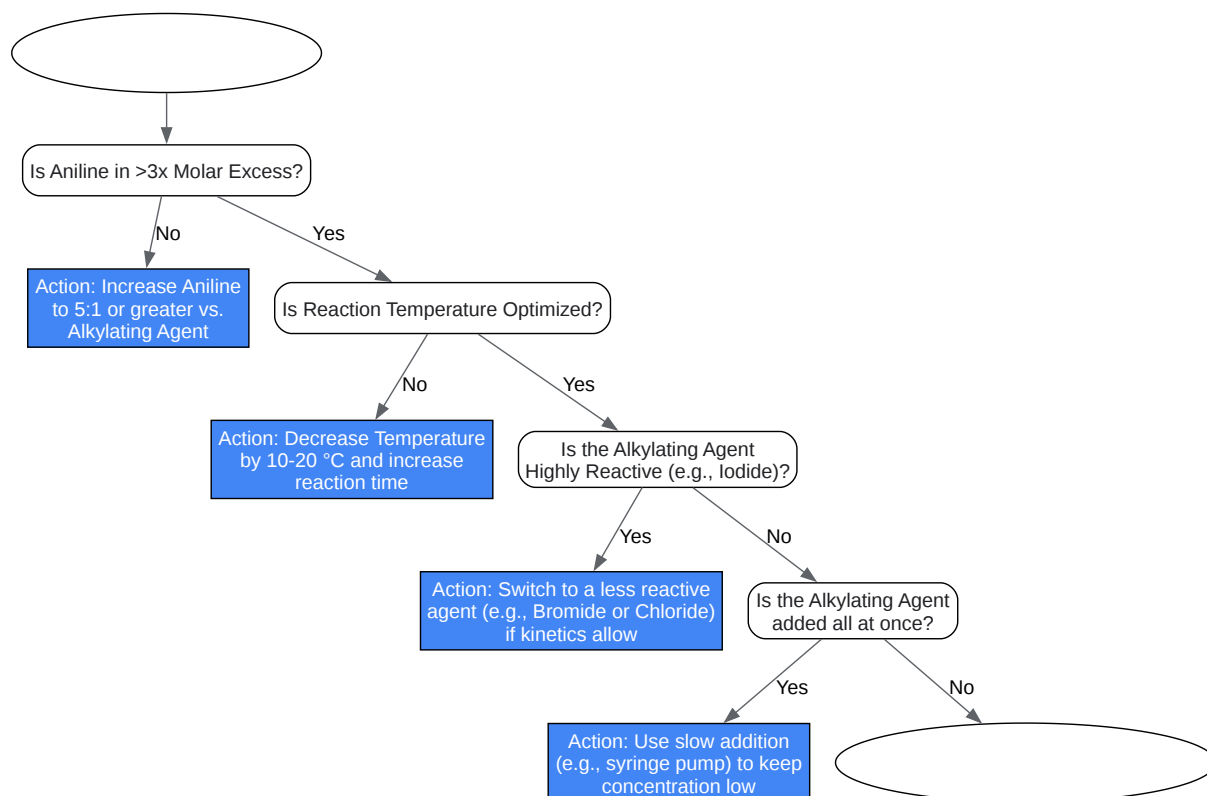 Is Aniline in >3x Molar Excess?
No
Yes
Action: Increase Aniline
to 5:1 or greater vs.
Alkylating Agent
Is Reaction Temperature Optimized?
No
Yes
Action: Decrease Temperature
by 10-20 °C and increase
reaction time
Is the Alkylating Agent
Highly Reactive (e.g., Iodide)?
Yes
No
Action: Switch to a less reactive
agent (e.g., Bromide or Chloride)
if kinetics allow
Is the Alkylating Agent
added all at once?
Yes
No
Action: Use slow addition
(e.g., syringe pump) to keep
concentration low